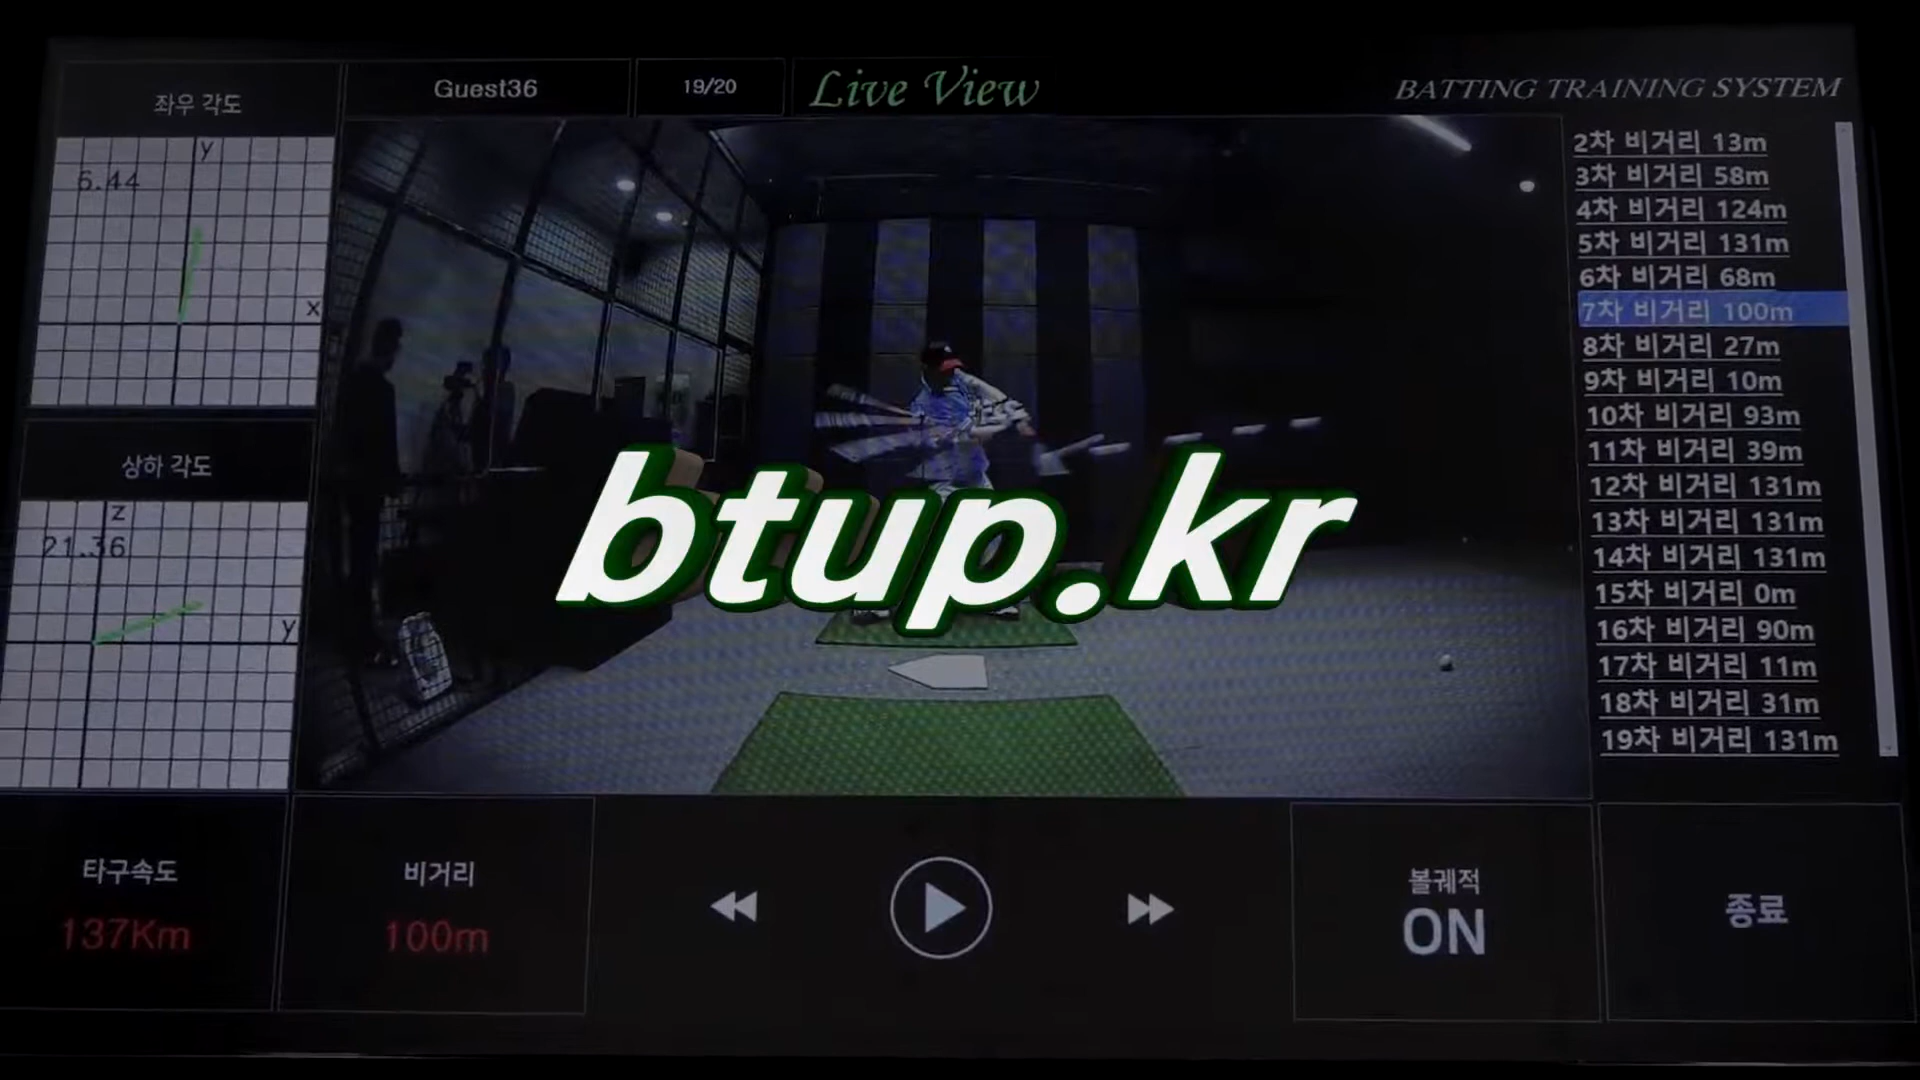 좌우 각도
Guest36
19/20
Live View
BATTING TRAINING SYSTEM
y
6.44
x
상하 각도
z
21.36
y
2차 비거리 13m
3차 비거리 58m
4차 비거리 124m
5차 비거리 131m
6차 비거리 68m
7차 비거리 100m
8차 비거리 27m
9차 비거리 10m
10차 비거리 93m
11차 비거리 39m
12차 비거리 131m
13차 비거리 131m
14차 비거리 131m
15차 비거리 0m
16차 비거리 90m
17차 비거리 11m
18차 비거리 31m
19차 비거리 131m
btup.kr
타구속도
137Km
비거리
100m
볼궤적
ON
종료